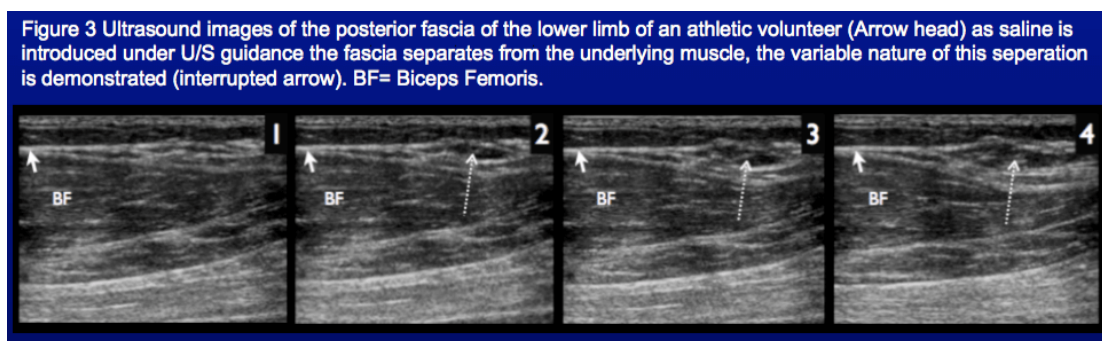 Figure 3 Ultrasound images of the posterior fascia of the lower limb of an athletic volunteer (Arrow head) as saline is
introduced under U/S guidance the fascia separates from the underlying muscle, the variable nature of this seperation
is demonstrated (interrupted arrow). BF= Biceps Femoris.
1 2 3 4
BF BF BF BF